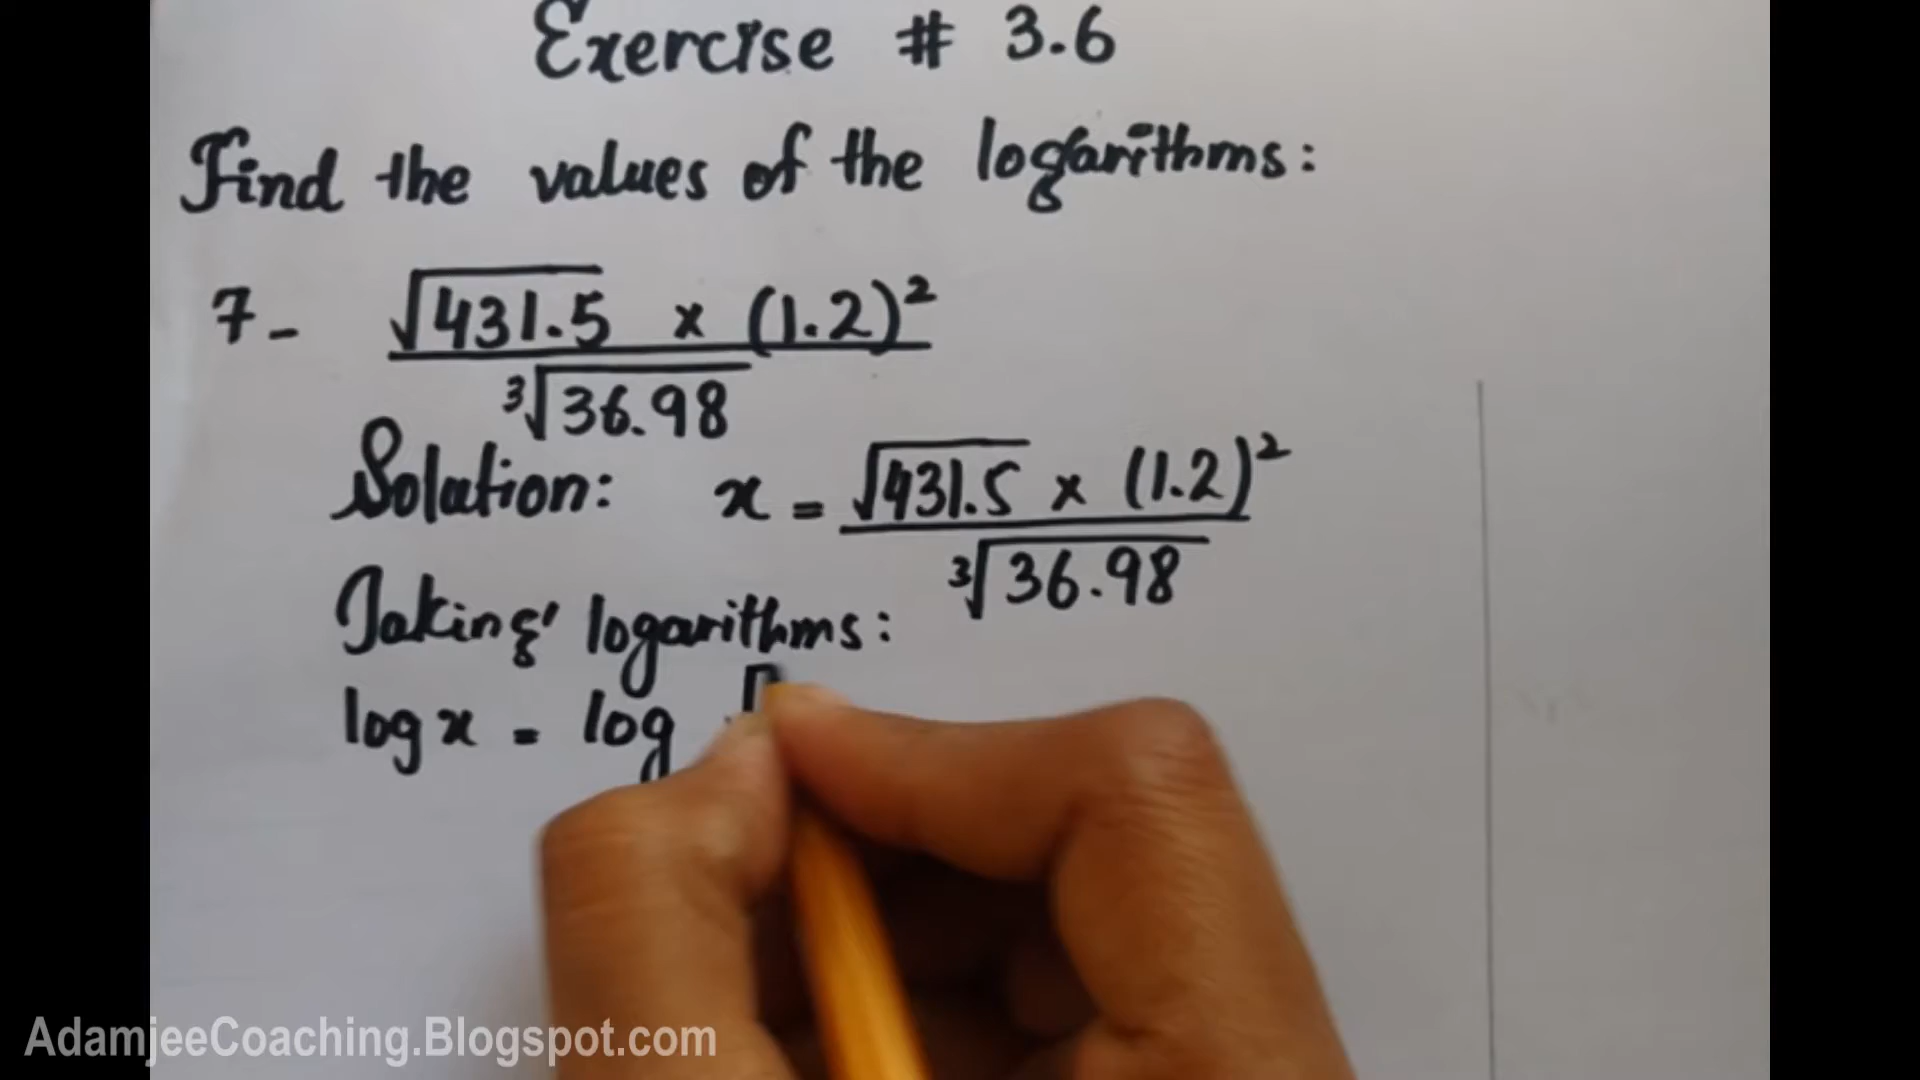 Exercise # 3.6
Find the values of the logarithms:
7- √431.5 × (1.2)²
³√36.98
Solution: x = √431.5 × (1.2)²
³√36.98
Taking logarithms:
log x = log √
AdamjeeCoaching.Blogspot.com